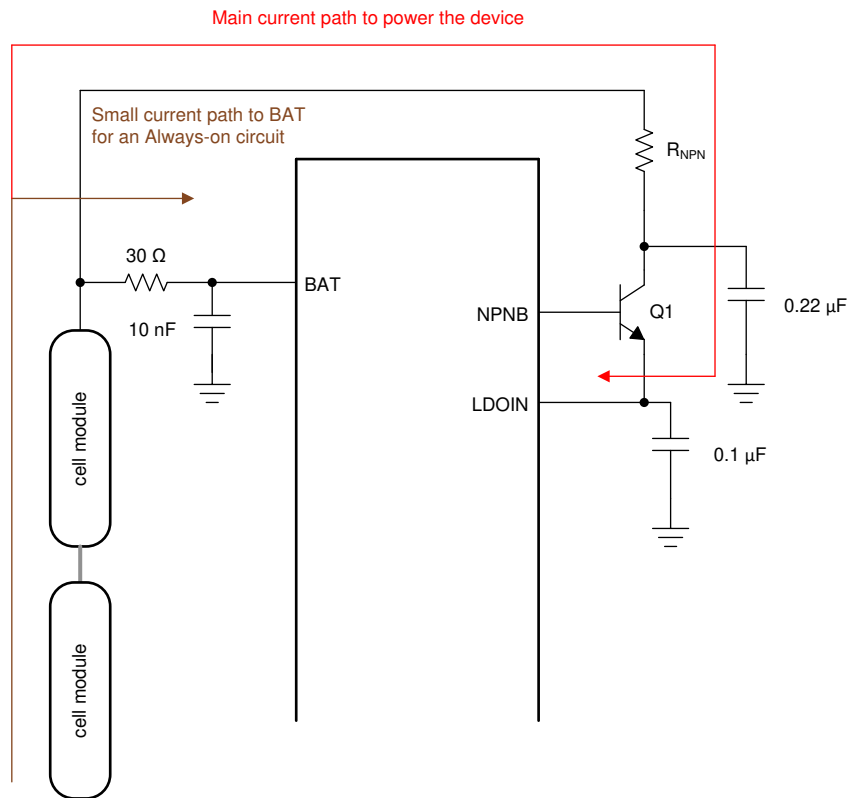 Main current path to power the device
Small current path to BAT
for an Always-on circuit
RNPN
30 Ω
BAT
10 nF
NPNB
Q1
0.22 µF
LDOIN
0.1 µF
cell module
cell module